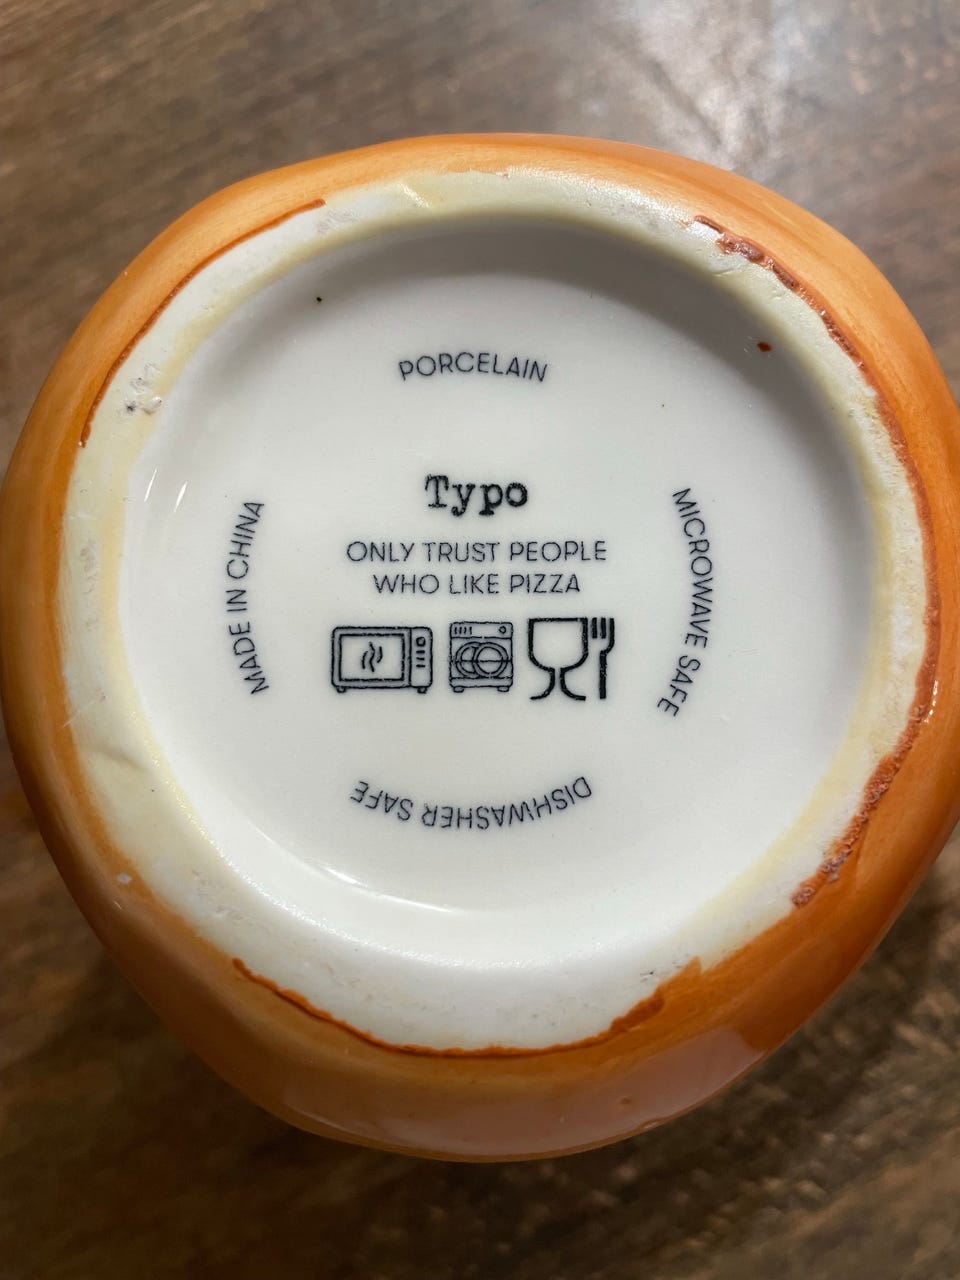 PORCELAIN
Typo
ONLY TRUST PEOPLE
WHO LIKE PIZZA
MADE IN CHINA
MICROWAVE SAFE
DISHWASHER SAFE